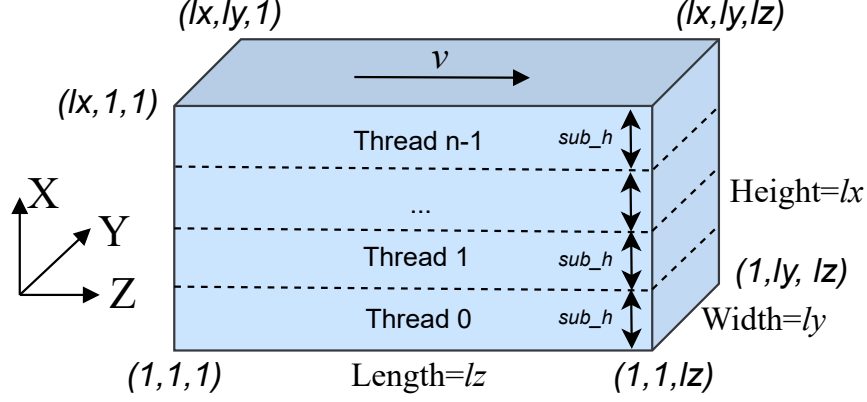 (lx,ly,1)
(lx,ly,lz)
v
(lx,1,1)
Thread n-1
sub_h
X
Height=lx
...
Y
Thread 1
sub_h
(1,ly, lz)
Z
Thread 0
sub_h
Width=ly
(1,1,1)
Length=lz
(1,1,lz)